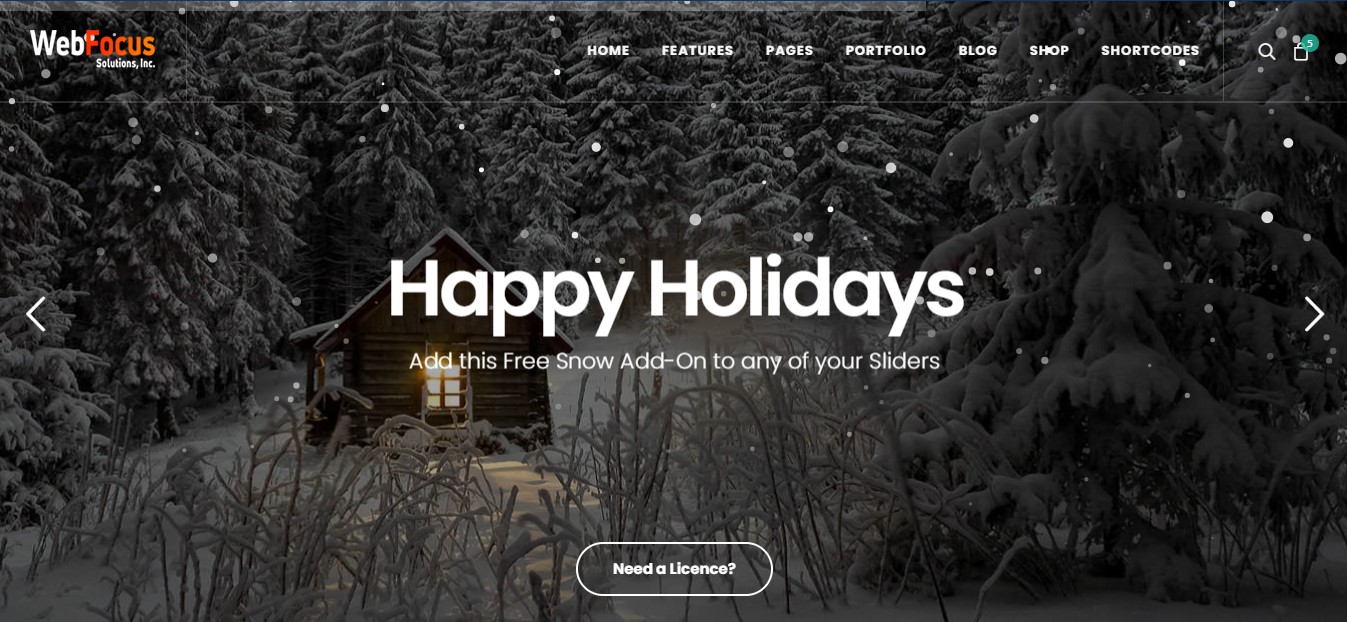 WebFocus
Solutions, Inc.
HOME FEATURES PAGES PORTFOLIO BLOG SHOP SHORTCODES
5
Happy Holidays
Add this Free Snow Add-On to any of your Sliders
Need a Licence?